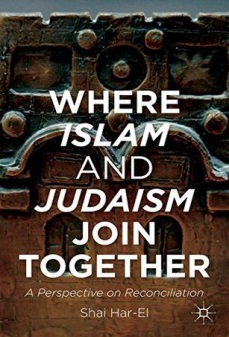 WHERE
ISLAM
AND
JUDAISM
JOIN
TOGETHER
A Perspective on Reconciliation
Shai Har-El